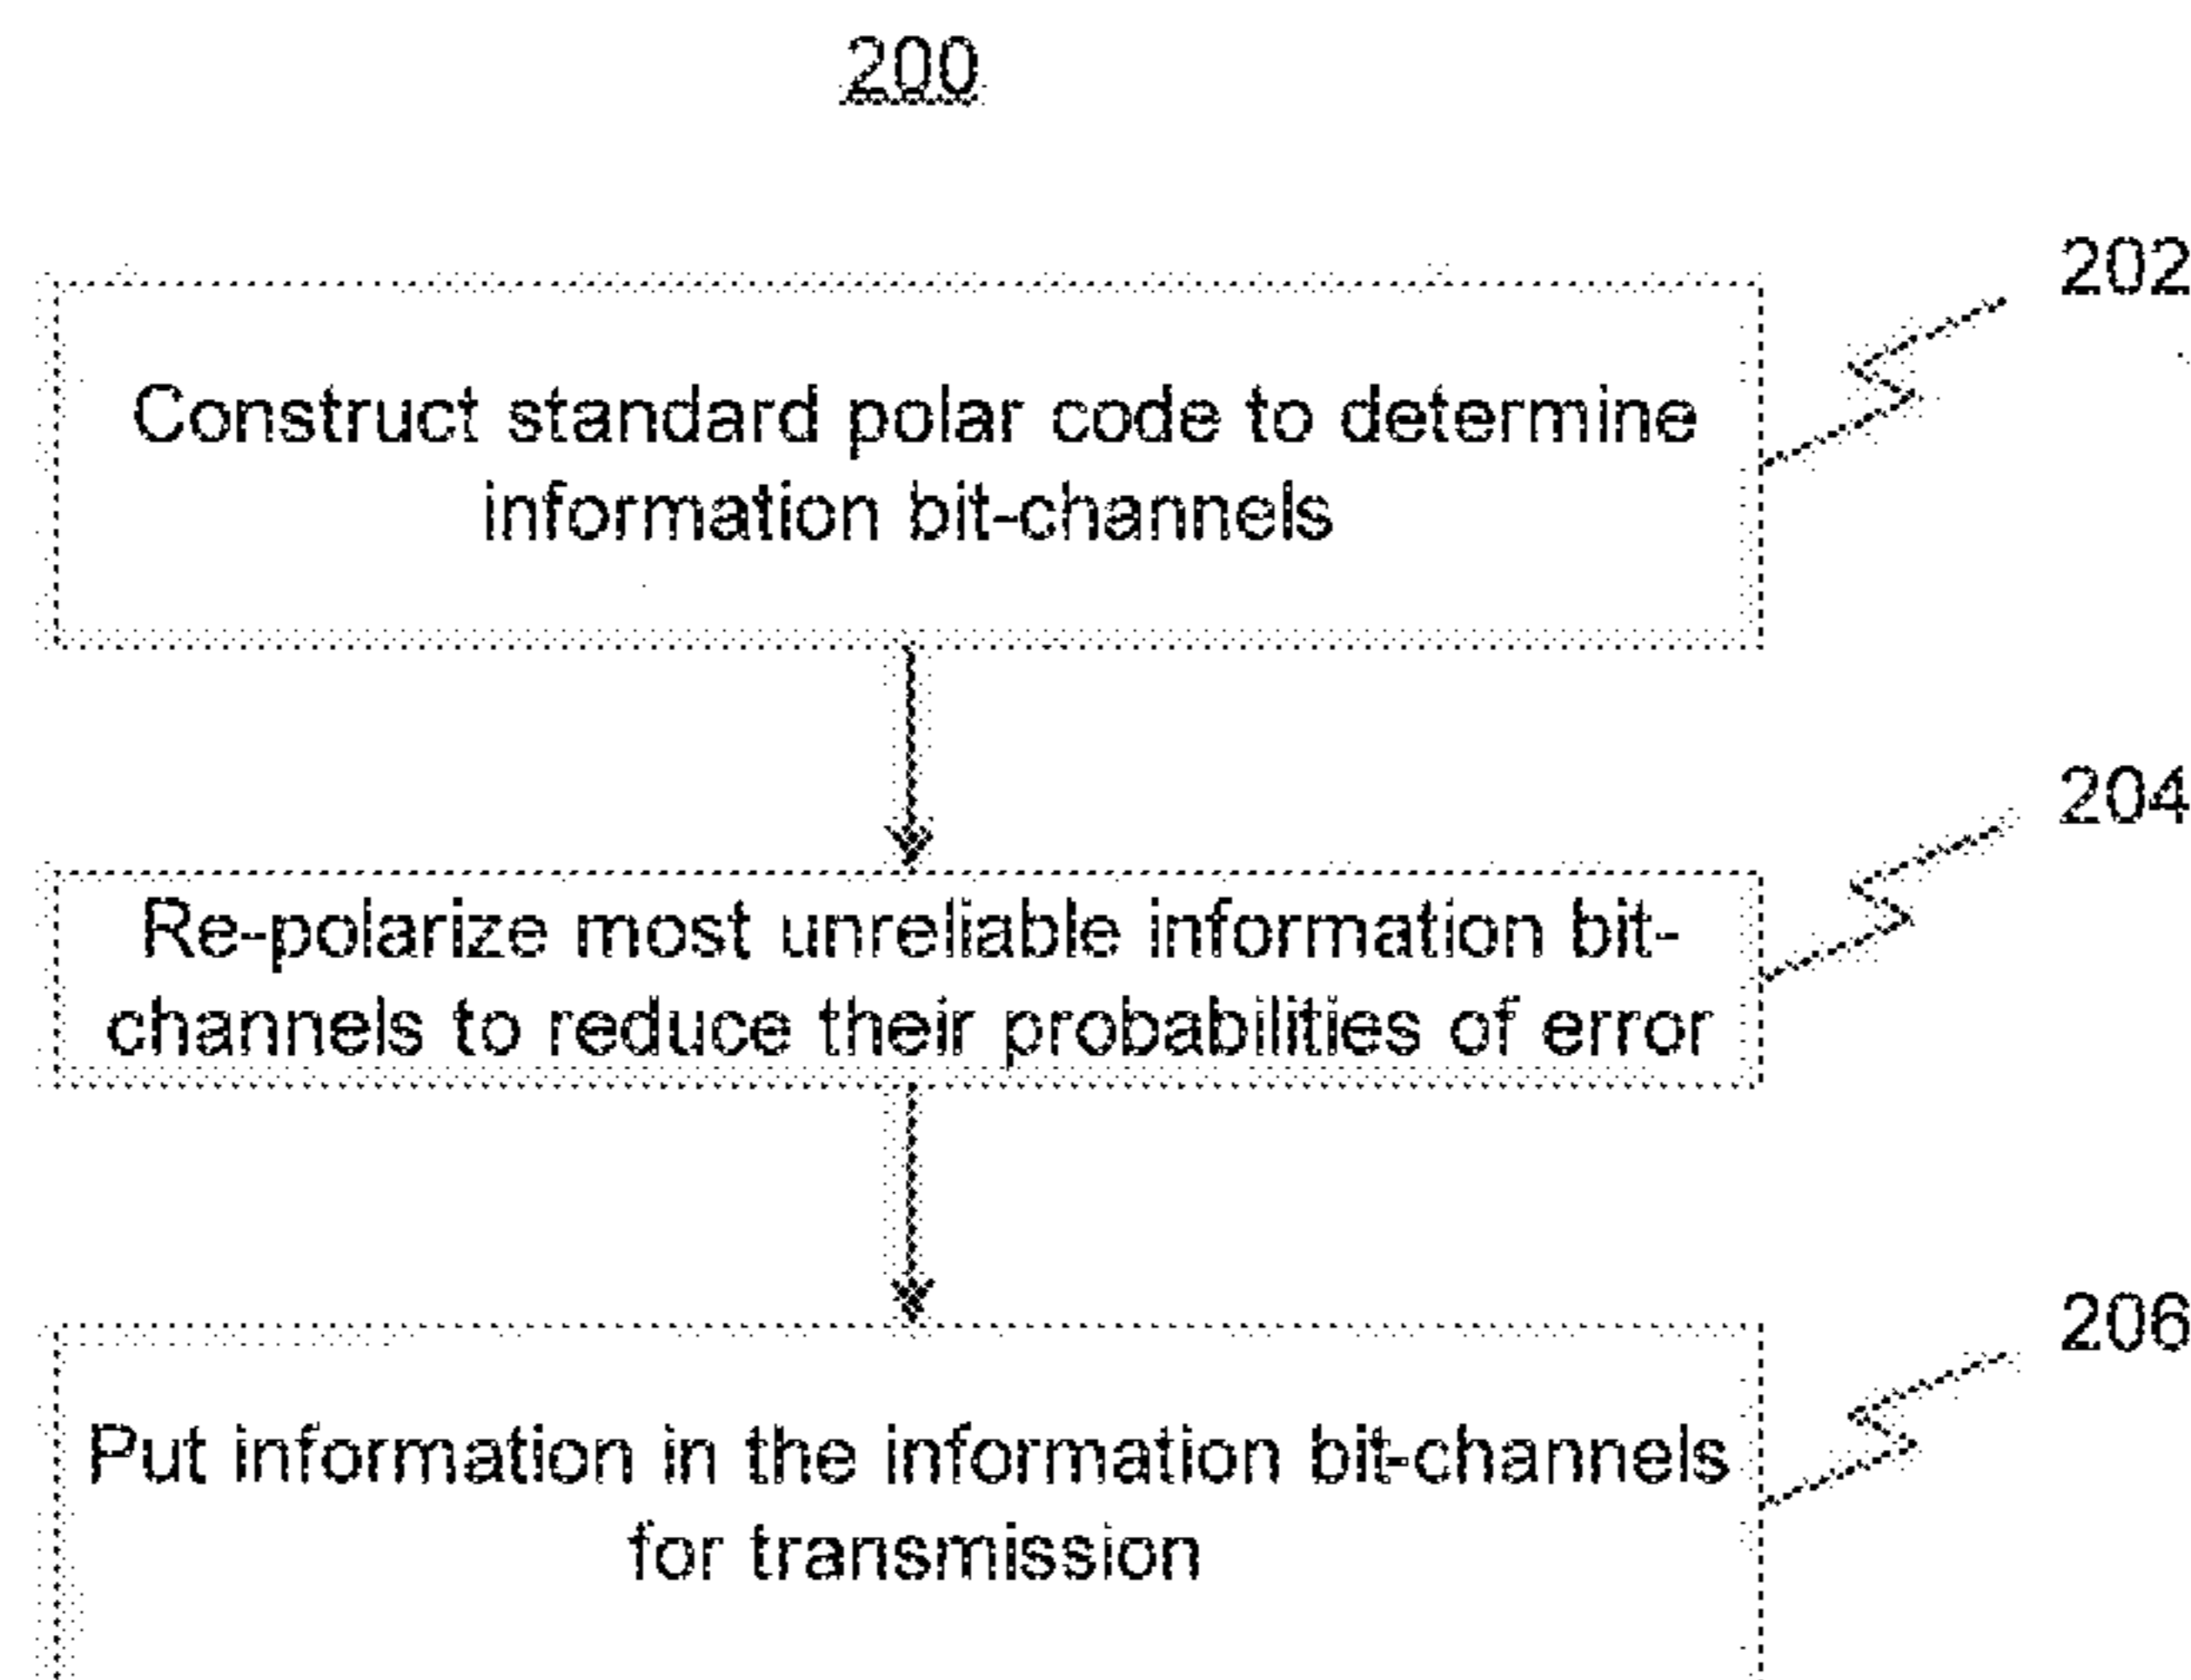 200
202
Construct standard polar code to determine
information bit-channels
204
Re-polarize most unreliable information bit-
channels to reduce their probabilities of error
206
Put information in the information bit-channels
for transmission